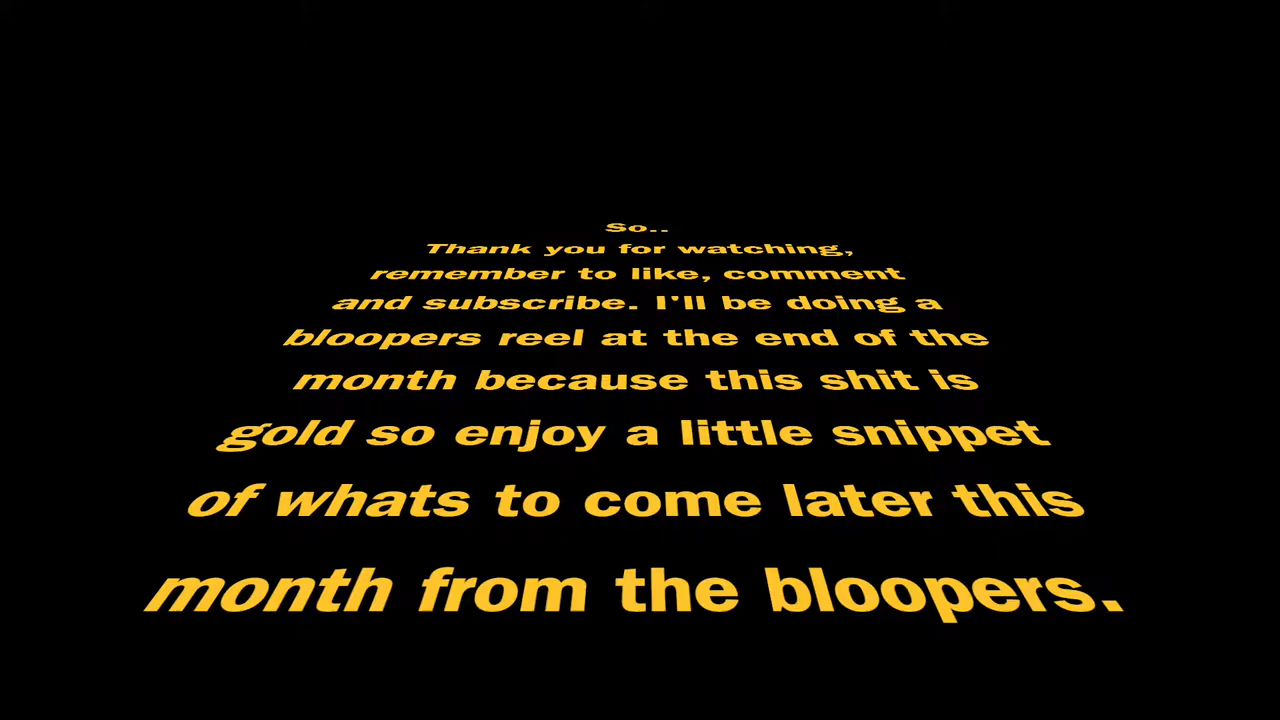 So..
Thank you for watching,
remember to like, comment
and subscribe. I'll be doing a
bloopers reel at the end of the
month because this shit is
gold so enjoy a little snippet
of whats to come later this
month from the bloopers.